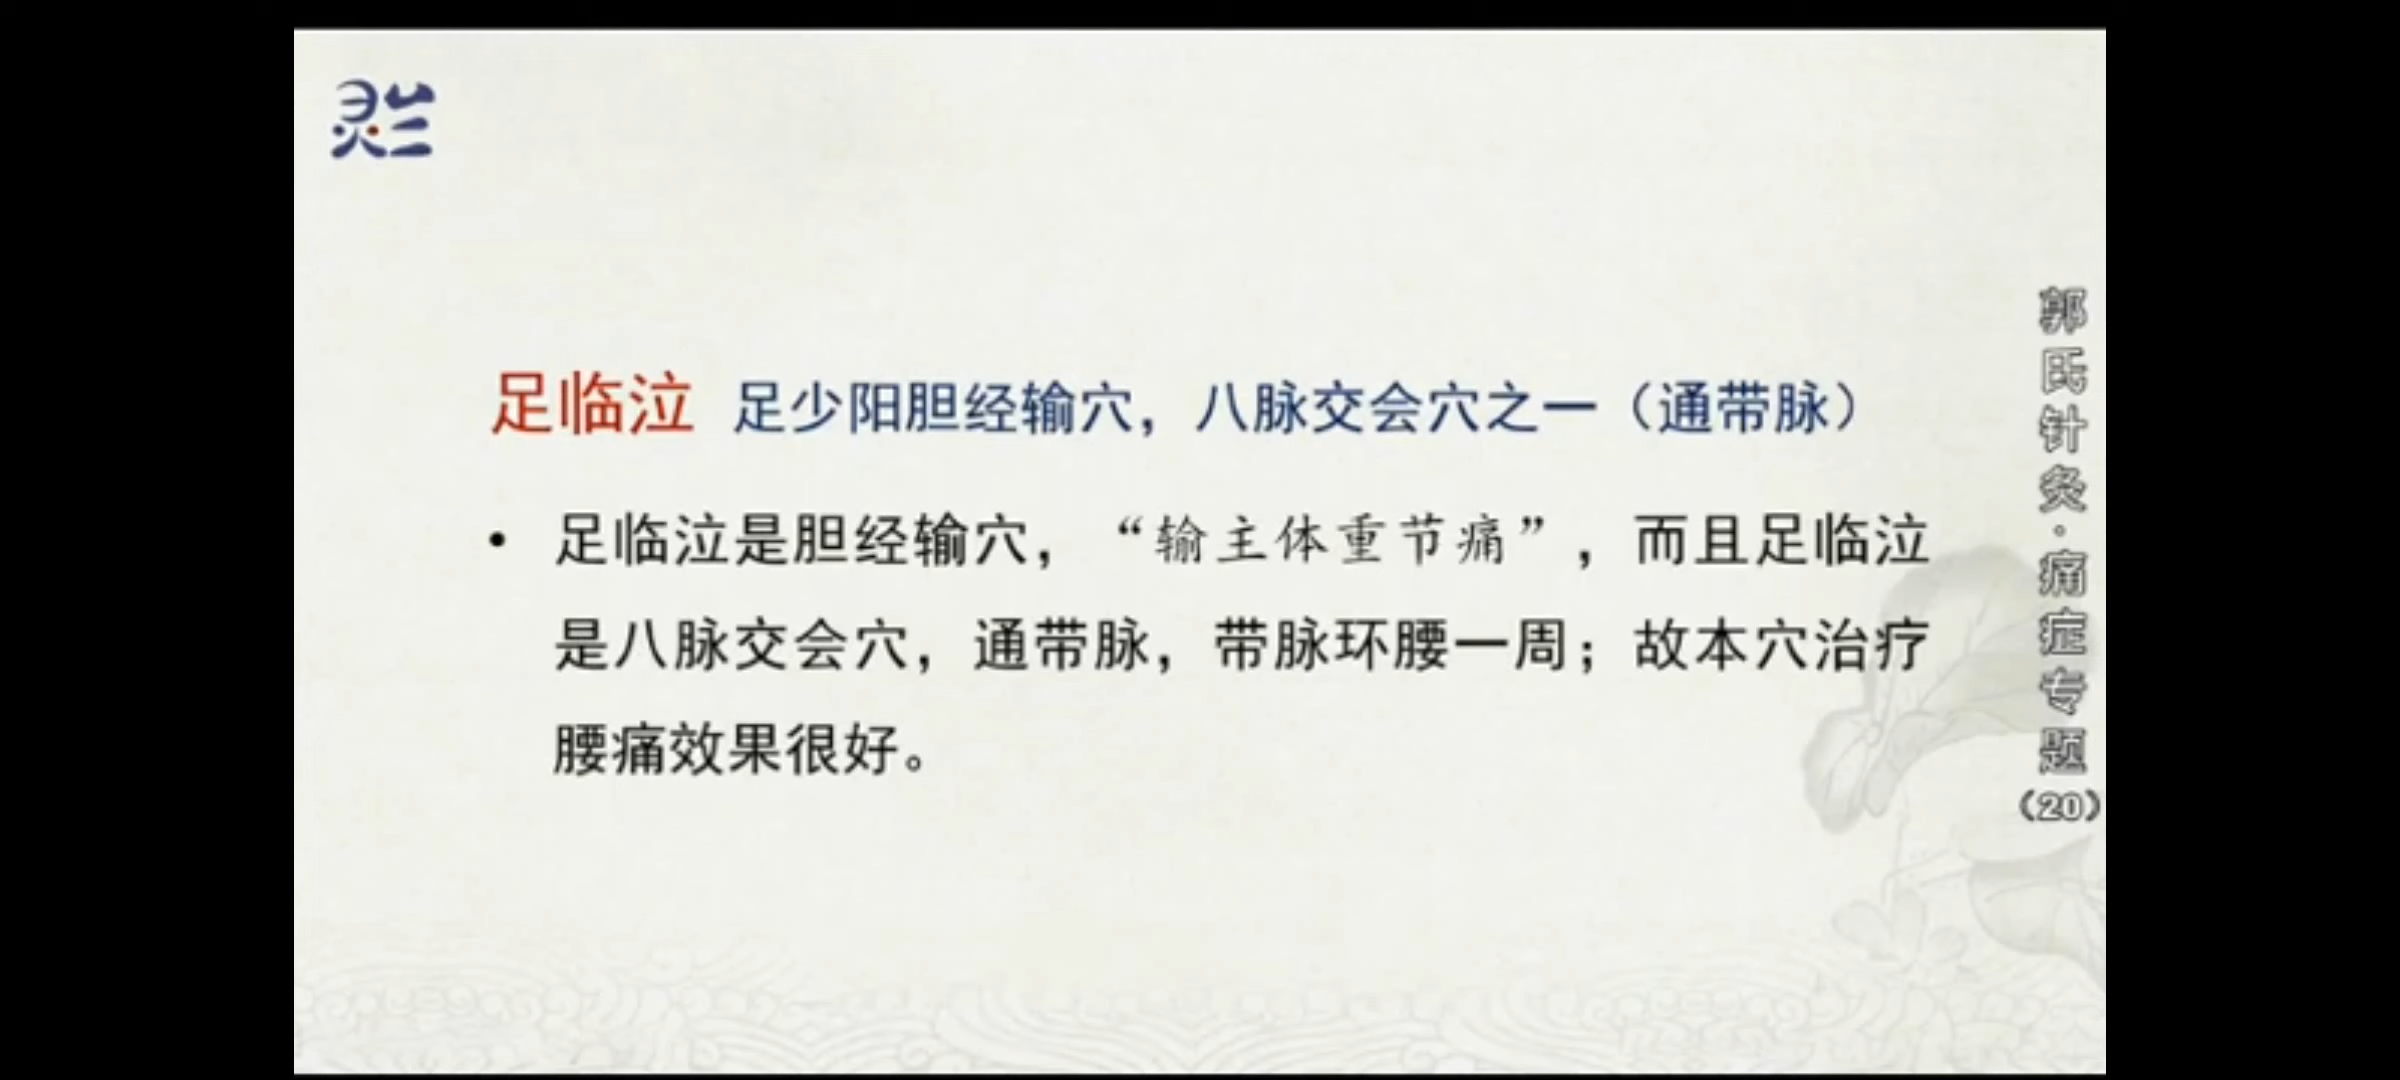 灵兰
足临泣 足少阳胆经输穴，八脉交会穴之一（通带脉）
• 足临泣是胆经输穴，“输主体重节痛”，而且足临泣
是八脉交会穴，通带脉，带脉环腰一周；故本穴治疗
腰痛效果很好。
郭氏针灸·痛症专题（20）